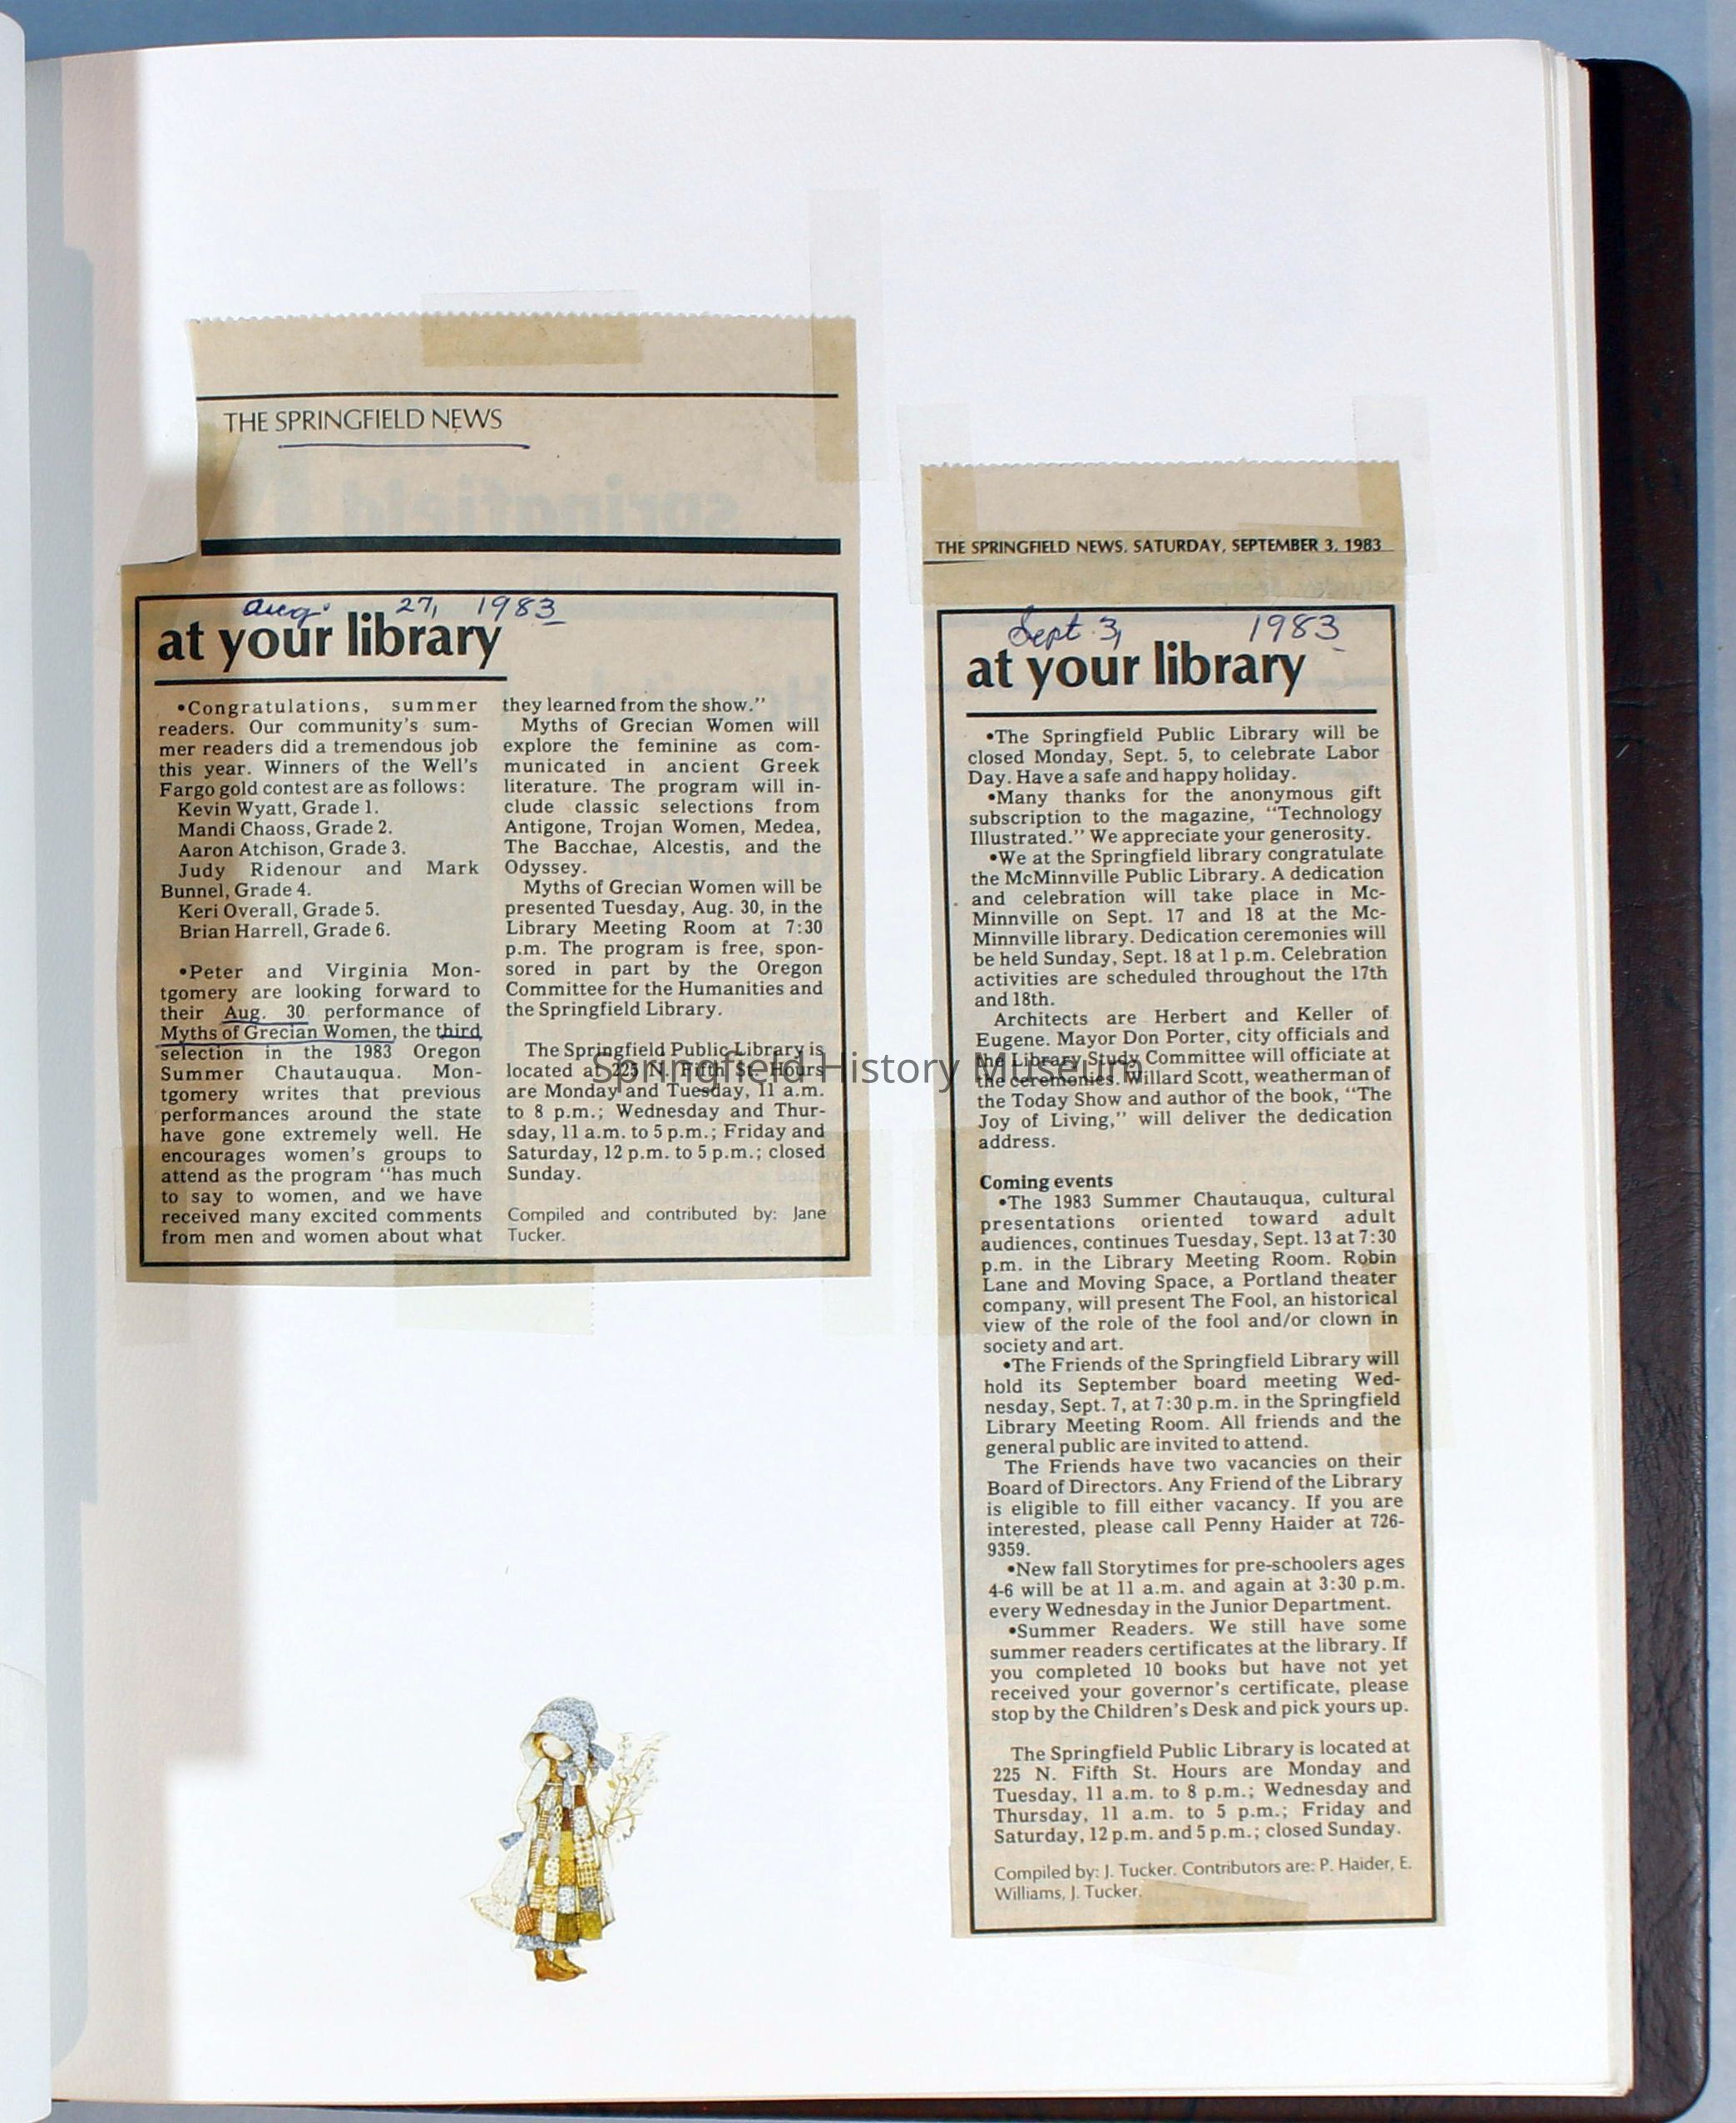 THE SPRINGFIELD NEWS
Aug. 27, 1983
at your library
•Congratulations, summer
readers. Our community's sum-
mer readers did a tremendous job
this year. Winners of the Well's
Fargo gold contest are as follows:
Kevin Wyatt, Grade 1.
Mandi Chaoss, Grade 2.
Aaron Atchison, Grade 3.
Judy Ridenour and Mark
Bunnel, Grade 4.
Keri Overall, Grade 5.
Brian Harrell, Grade 6.
•Peter and Virginia Mon-
tgomery are looking forward to
their Aug. 30 performance of
Myths of Grecian Women, the third
selection in the 1983 Oregon
Summer Chautauqua. Mon-
tgomery writes that previous
performances around the state
have gone extremely well. He
encourages women's groups to
attend as the program "has much
to say to women, and we have
received many excited comments
from men and women about what
they learned from the show."
Myths of Grecian Women will
explore the feminine as com-
municated in ancient Greek
literature. The program will in-
clude classic selections from
Antigone, Trojan Women, Medea,
The Bacchae, Alcestis, and the
Odyssey.
Myths of Grecian Women will be
presented Tuesday, Aug. 30, in the
Library Meeting Room at 7:30
p.m. The program is free, spon-
sored in part by the Oregon
Committee for the Humanities and
the Springfield Library.
The Springfield Public Library is
located at 225 N. Fifth St. Hours
are Monday and Tuesday, 11 a.m.
to 8 p.m.; Wednesday and Thur-
sday, 11 a.m. to 5 p.m.; Friday and
Saturday, 12 p.m. to 5 p.m.; closed
Sunday.
Compiled and contributed by: Jane
Tucker.
THE SPRINGFIELD NEWS, SATURDAY, SEPTEMBER 3, 1983
Sept. 3, 1983
at your library
•The Springfield Public Library will be
closed Monday, Sept. 5, to celebrate Labor
Day. Have a safe and happy holiday.
•Many thanks for the anonymous gift
subscription to the magazine, "Technology
Illustrated." We appreciate your generosity.
•We at the Springfield library congratulate
the McMinnville Public Library. A dedication
and celebration will take place in Mc-
Minnville on Sept. 17 and 18 at the Mc-
Minnville library. Dedication ceremonies will
be held Sunday, Sept. 18 at 1 p.m. Celebration
activities are scheduled throughout the 17th
and 18th.
Architects are Herbert and Keller of
Eugene. Mayor Don Porter, city officials and
the Library Study Committee will officiate at
the ceremonies. Willard Scott, weatherman of
the Today Show and author of the book, "The
Joy of Living," will deliver the dedication
address.
Coming events
•The 1983 Summer Chautauqua, cultural
presentations oriented toward adult
audiences, continues Tuesday, Sept. 13 at 7:30
p.m. in the Library Meeting Room. Robin
Lane and Moving Space, a Portland theater
company, will present The Fool, an historical
view of the role of the fool and/or clown in
society and art.
•The Friends of the Springfield Library will
hold its September board meeting Wed-
nesday, Sept. 7, at 7:30 p.m. in the Springfield
Library Meeting Room. All friends and the
general public are invited to attend.
The Friends have two vacancies on their
Board of Directors. Any Friend of the Library
is eligible to fill either vacancy. If you are
interested, please call Penny Haider at 726-
9359.
•New fall Storytimes for pre-schoolers ages
4-6 will be at 11 a.m. and again at 3:30 p.m.
every Wednesday in the Junior Department.
•Summer Readers. We still have some
summer readers certificates at the library. If
you completed 10 books but have not yet
received your governor's certificate, please
stop by the Children's Desk and pick yours up.
The Springfield Public Library is located at
225 N. Fifth St. Hours are Monday and
Tuesday, 11 a.m. to 8 p.m.; Wednesday and
Thursday, 11 a.m. to 5 p.m.; Friday and
Saturday, 12 p.m. and 5 p.m.; closed Sunday.
Compiled by: J. Tucker. Contributors are: P. Haider, E.
Williams, J. Tucker.
Springfield History Museum